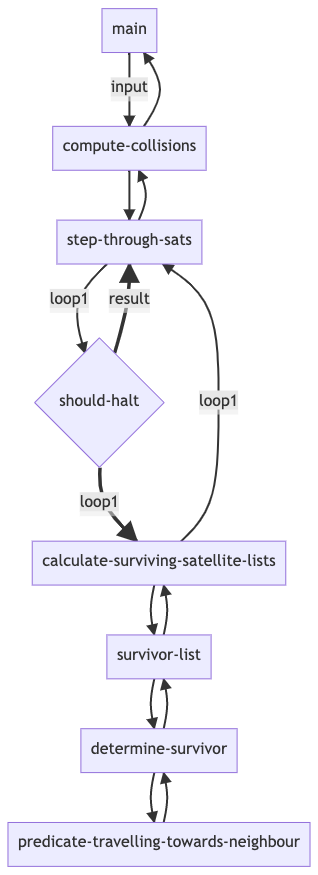 main
input
compute-collisions
step-through-sats
loop1
result
should-halt
loop1
loop1
calculate-surviving-satellite-lists
survivor-list
determine-survivor
predicate-travelling-towards-neighbour